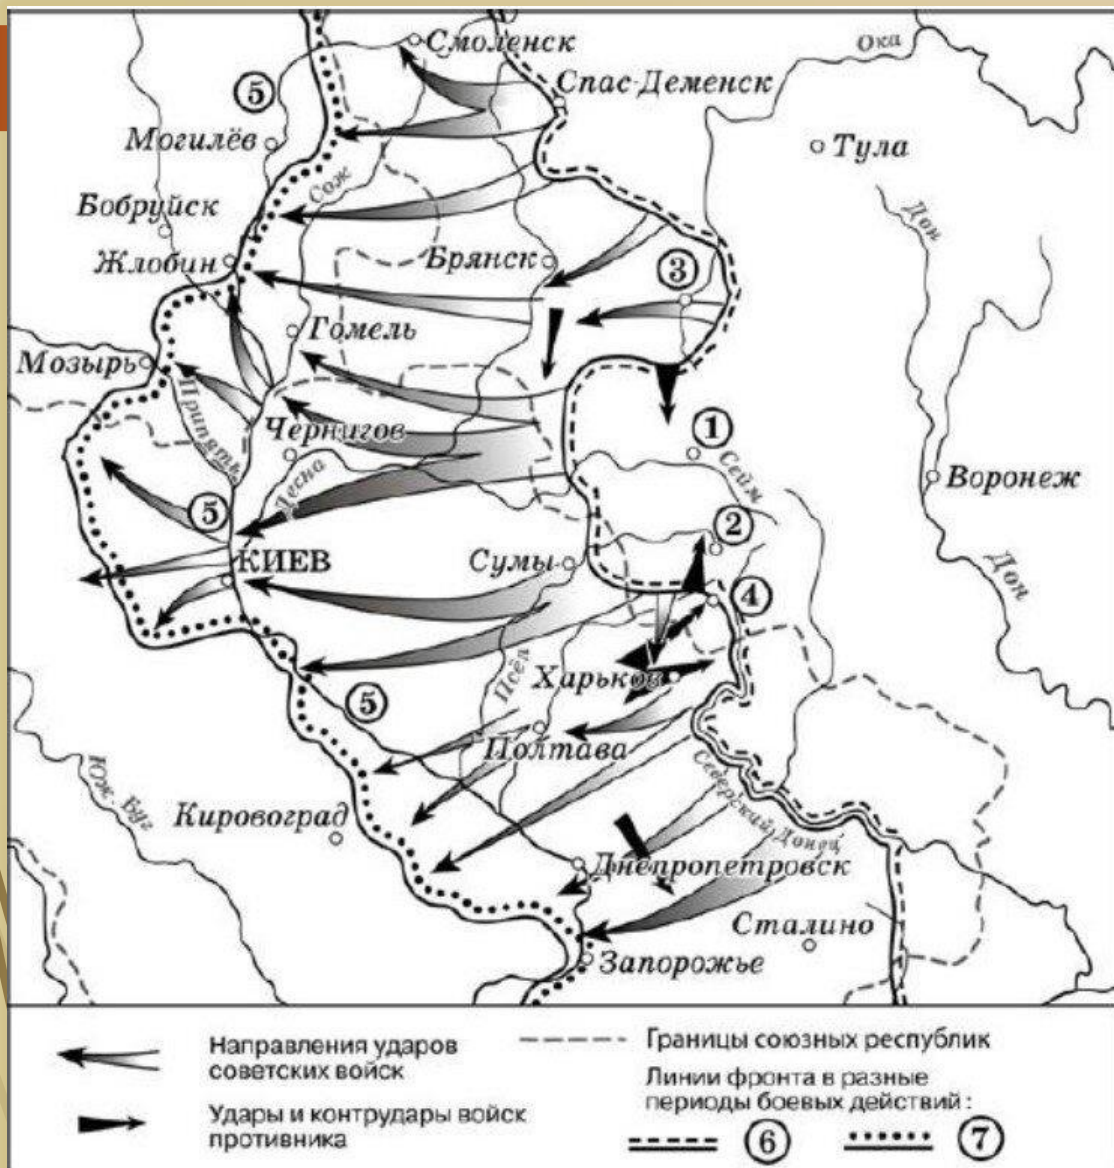 Смоленск
Ока
Спас-Деменск
5
Могилёв
Тула
Сож
Бобруйск
Дон
Жлобин
Брянск
3
Гомель
Мозырь
Припять
Чернигов
1
Сейм
Воронеж
Десна
5
2
КИЕВ
Сумы
Дон
4
Псёл
Харьков
5
Полтава
Северский Донец
Юж. Буг
Кировоград
Днепропетровск
Сталино
Запорожье
Направления ударов
советских войск
Удары и контрудары войск
противника
Границы союзных республик
Линии фронта в разные
периоды боевых действий:
6
7